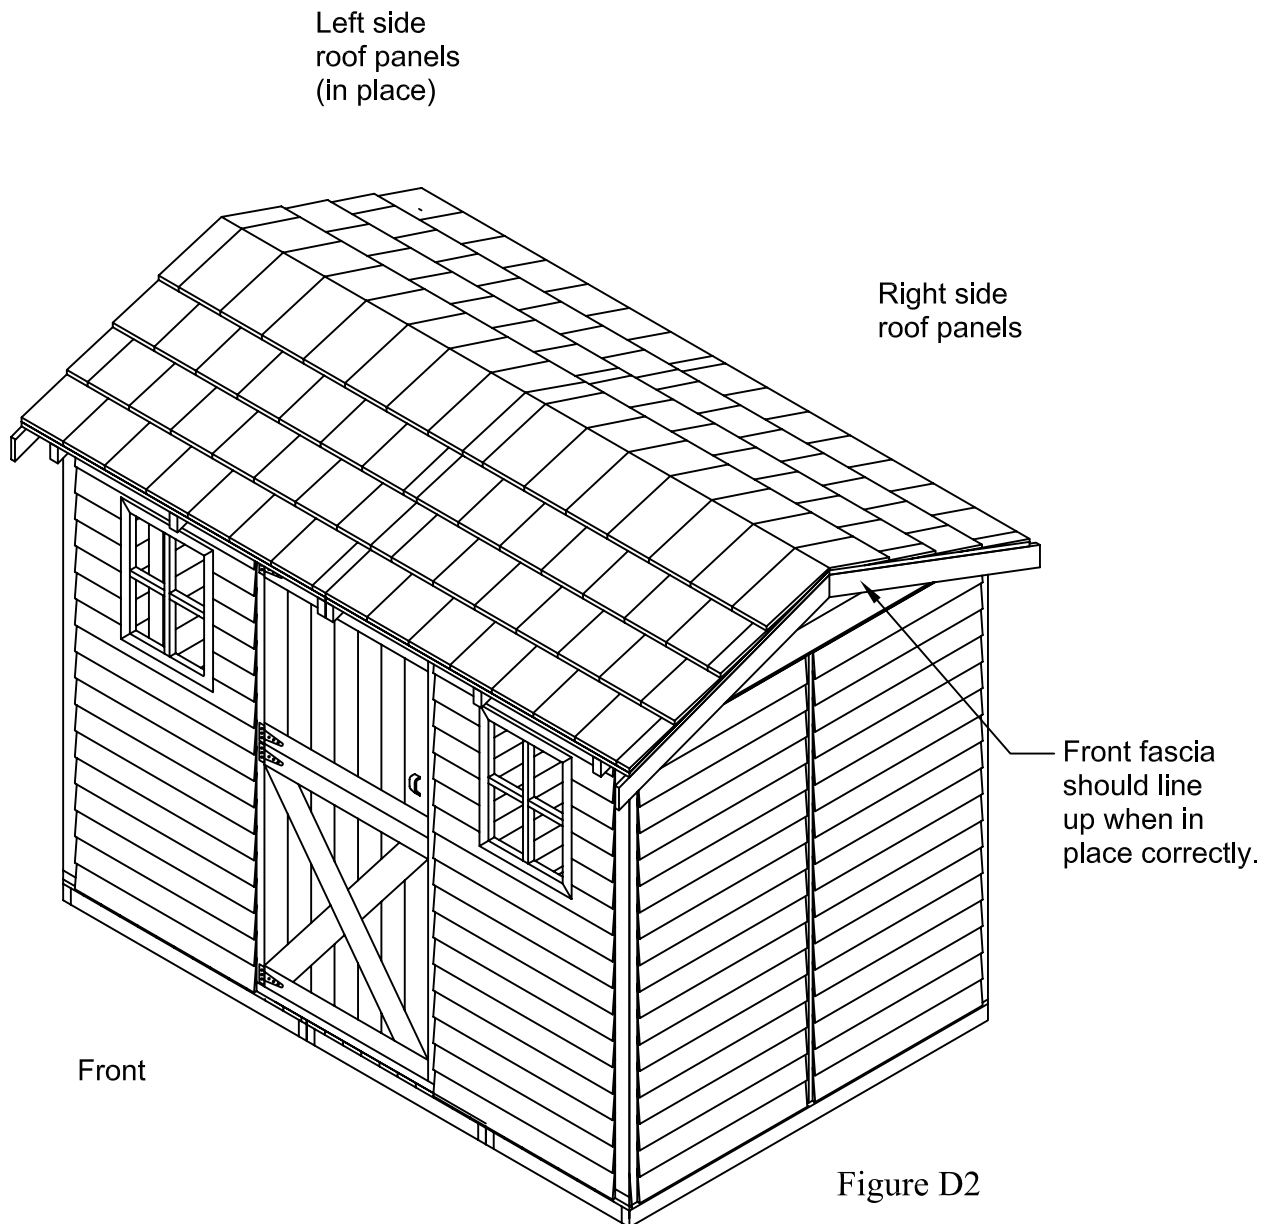 Left side
roof panels
(in place)
Right side
roof panels
Front fascia
should line
up when in
place correctly.
Front
Figure D2